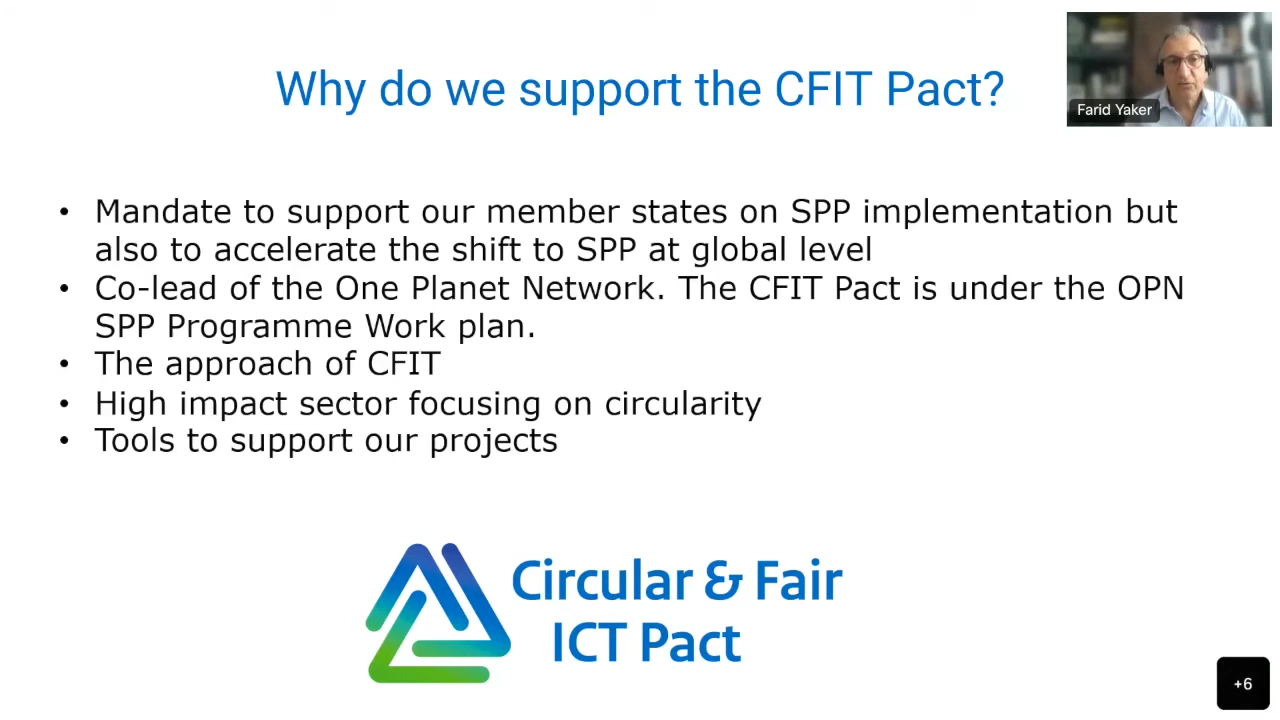 Why do we support the CFIT Pact?
Farid Yaker
• Mandate to support our member states on SPP implementation but
also to accelerate the shift to SPP at global level
• Co-lead of the One Planet Network. The CFIT Pact is under the OPN
SPP Programme Work plan.
• The approach of CFIT
• High impact sector focusing on circularity
• Tools to support our projects
Circular & Fair
ICT Pact
+6